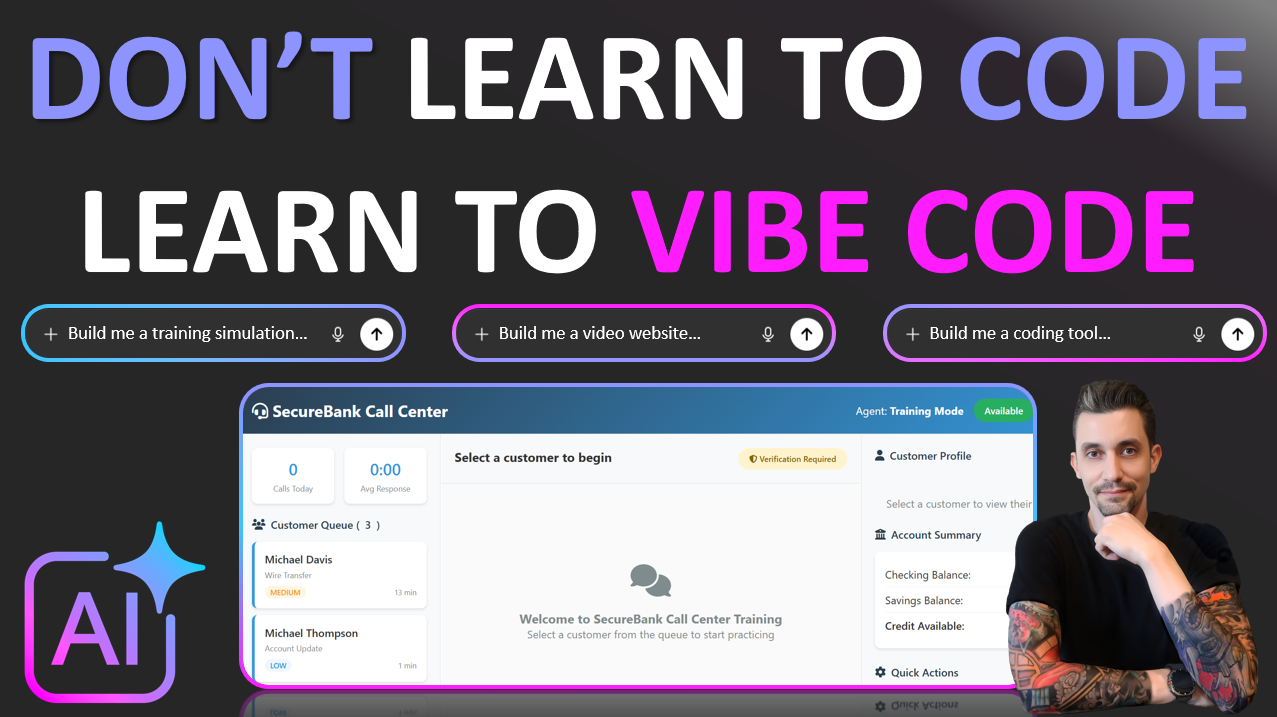 DON'T LEARN TO CODE
LEARN TO VIBE CODE
Build me a training simulation...
Build me a video website...
Build me a coding tool...
SecureBank Call Center
Agent: Training Mode
Available
0
Calls Today
0:00
Avg Response
Customer Queue ( 3 )
Michael Davis
Wire Transfer
MEDIUM
13 min
Michael Thompson
Account Update
LOW
1 min
Select a customer to begin
Verification Required
Welcome to SecureBank Call Center Training
Select a customer from the queue to start practicing
Customer Profile
Select a customer to view their
Account Summary
Checking Balance:
Savings Balance:
Credit Available:
Quick Actions
AI